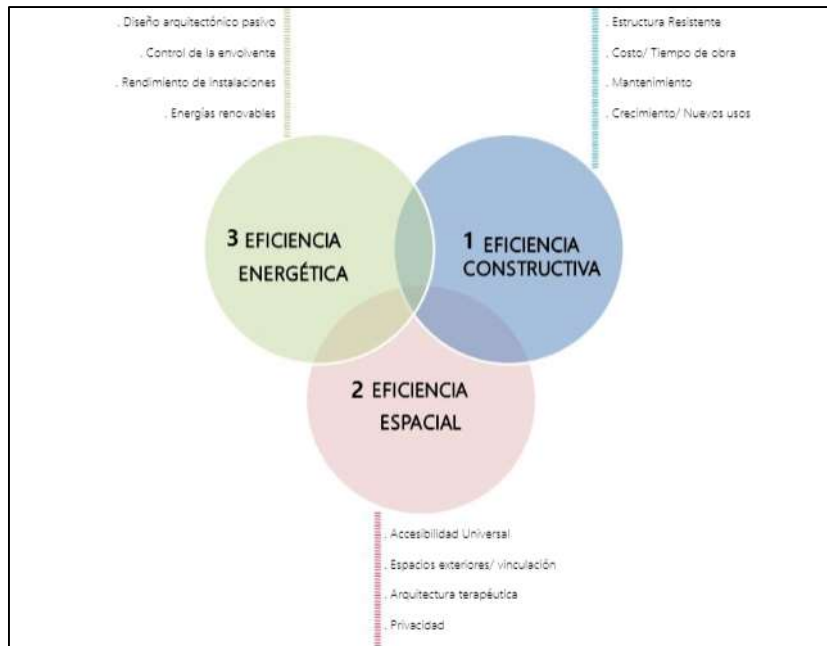 . Diseño arquitectónico pasivo
. Control de la envolvente
. Rendimiento de instalaciones
. Energías renovables
. Estructura Resistente
. Costo/ Tiempo de obra
. Mantenimiento
. Crecimiento/ Nuevos usos
3 EFICIENCIA
ENERGÉTICA
1 EFICIENCIA
CONSTRUCTIVA
2 EFICIENCIA
ESPACIAL
. Accesibilidad Universal
. Espacios exteriores/ vinculación
. Arquitectura terapéutica
. Privacidad